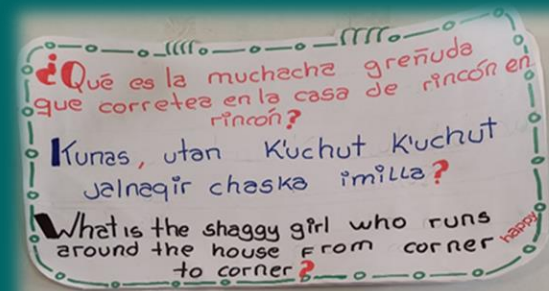 ¿Qué es la muchacha greñuda
que corretea en la casa de rincón en
rincón?
Kunas, utan K'uchut K'uchut
jalnaqir chaska imilla?
What is the shaggy girl who runs
around the house from corner
to corner?
happy